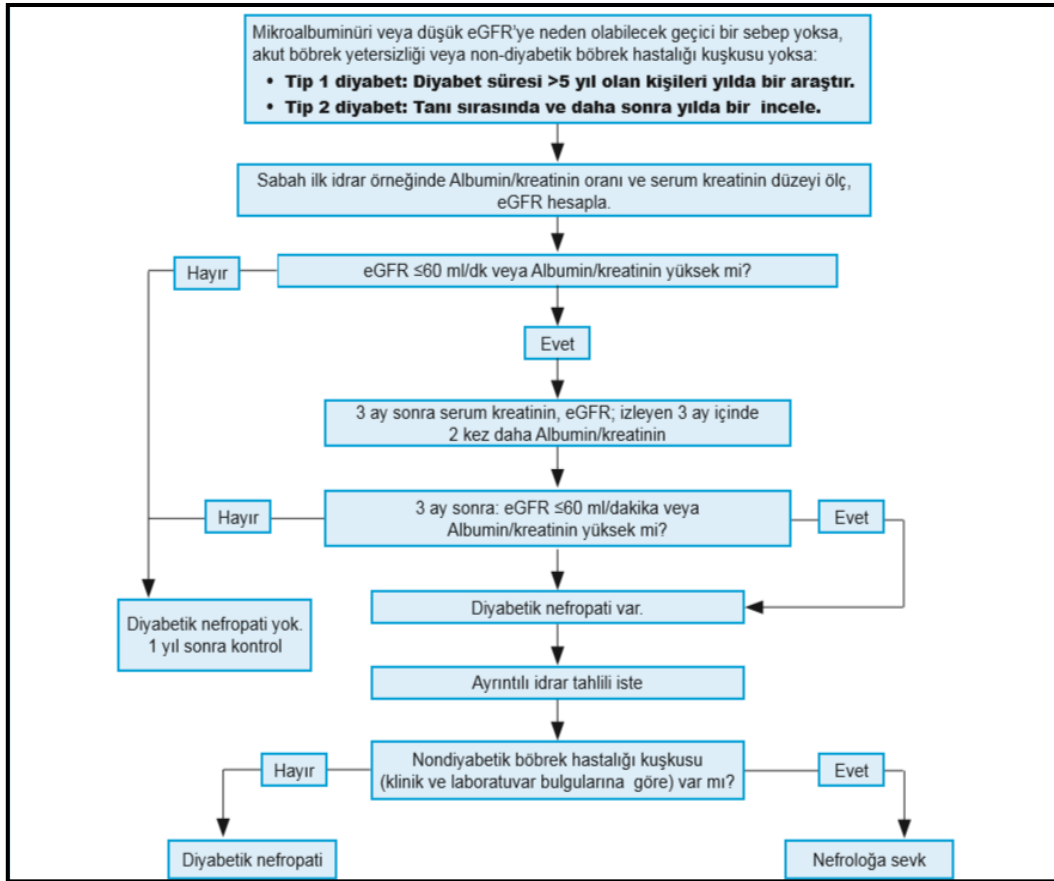 Mikroalbuminüri veya düşük eGFR'ye neden olabilecek geçici bir sebep yoksa,
akut böbrek yetersizliği veya non-diyabetik böbrek hastalığı kuşkusu yoksa:
• Tip 1 diyabet: Diyabet süresi >5 yıl olan kişileri yılda bir araştır.
• Tip 2 diyabet: Tanı sırasında ve daha sonra yılda bir incele.
Sabah ilk idrar örneğinde Albumin/kreatinin oranı ve serum kreatinin düzeyi ölç,
eGFR hesapla.
Hayır
eGFR ≤60 ml/dk veya Albumin/kreatinin yüksek mi?
Evet
3 ay sonra serum kreatinin, eGFR; izleyen 3 ay içinde
2 kez daha Albumin/kreatinin
Hayır
3 ay sonra: eGFR ≤60 ml/dakika veya
Albumin/kreatinin yüksek mi?
Evet
Diyabetik nefropati yok.
1 yıl sonra kontrol
Diyabetik nefropati var.
Ayrıntılı idrar tahlili iste
Hayır
Nondiyabetik böbrek hastalığı kuşkusu
(klinik ve laboratuvar bulgularına göre) var mı?
Evet
Diyabetik nefropati
Nefroloğa sevk